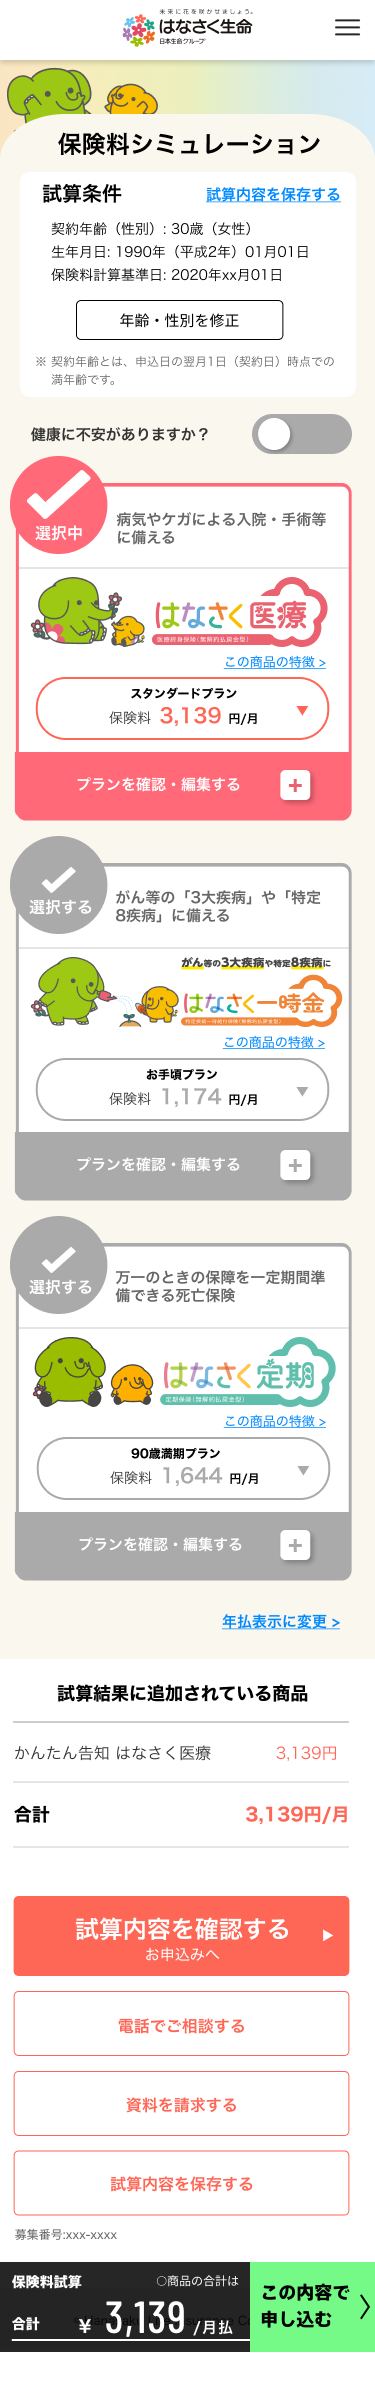 未来に花を咲かせましょう。
はなさく生命
日本生命グループ
保険料シミュレーション
試算条件
試算内容を保存する
契約年齢（性別）: 30歳（女性）
生年月日: 1990年（平成2年）01月01日
保険料計算基準日: 2020年xx月01日
年齢・性別を修正
※ 契約年齢とは、申込日の翌月1日（契約日）時点での
満年齢です。
健康に不安がありますか？
選択中
病気やケガによる入院・手術等
に備える
はなさく医療
医療終身保険(無解約払戻金型)
この商品の特徴 >
スタンダードプラン
保険料 3,139 円/月
プランを確認・編集する
選択する
がん等の「3大疾病」や「特定
8疾病」に備える
がん等の3大疾病や特定8疾病に
はなさく一時金
特定疾病一時給付保険(無解約払戻金型)
この商品の特徴 >
お手頃プラン
保険料 1,174 円/月
プランを確認・編集する
選択する
万一のときの保障を一定期間準
備できる死亡保険
はなさく定期
定期保険(無解約払戻金型)
この商品の特徴 >
90歳満期プラン
保険料 1,644 円/月
プランを確認・編集する
年払表示に変更 >
試算結果に追加されている商品
かんたん告知 はなさく医療 3,139円
合計 3,139円/月
試算内容を確認する
お申込みへ
電話でご相談する
資料を請求する
試算内容を保存する
募集番号:xxx-xxxx
保険料試算 ○商品の合計は
合計 ¥ 3,139 /月払
この内容で
申し込む